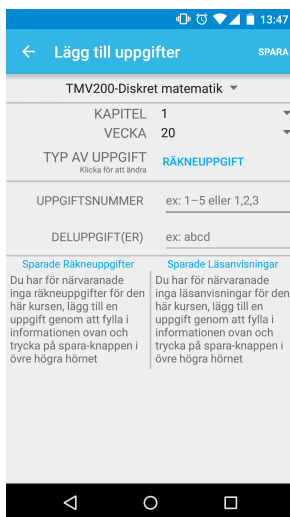 13:47
Lägg till uppgifter SPARA
TMV200-Diskret matematik
KAPITEL 1
VECKA 20
TYP AV UPPGIFT RÄKNEUPPGIFT
Klicka för att ändra
UPPGIFTSNUMMER ex: 1–5 eller 1,2,3
DELUPPGIFT(ER) ex: abcd
Sparade Räkneuppgifter
Du har för närvaranade
inga räkneuppgifter för den
här kursen, lägg till en
uppgift genom att fylla i
informationen ovan och
trycka på spara-knappen i
övre högra hörnet
Sparade Läsanvisningar
Du har för närvaranade
inga läsanvisningar för den
här kursen, lägg till en
uppgift genom att fylla i
informationen ovan och
trycka på spara-knappen i
övre högra hörnet